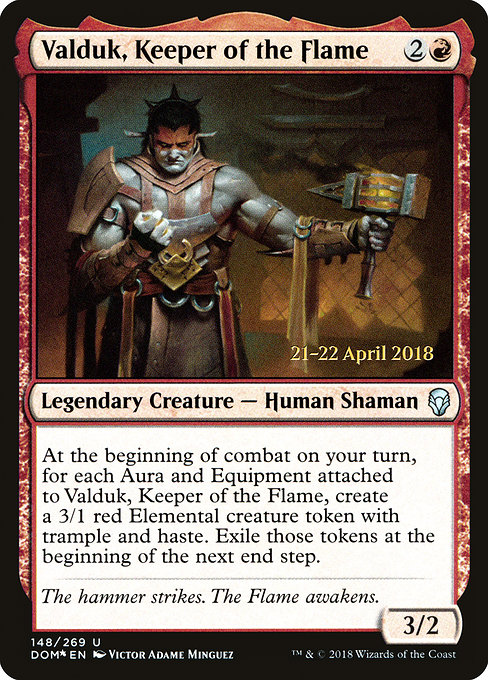 Valduk, Keeper of the Flame 2
21–22 April 2018
Legendary Creature — Human Shaman
At the beginning of combat on your turn,
for each Aura and Equipment attached
to Valduk, Keeper of the Flame, create
a 3/1 red Elemental creature token with
trample and haste. Exile those tokens at
the beginning of the next end step.
The hammer strikes. The Flame awakens.
3/2
148/269 U
DOM★EN Victor Adame Minguez
™ & © 2018 Wizards of the Coast